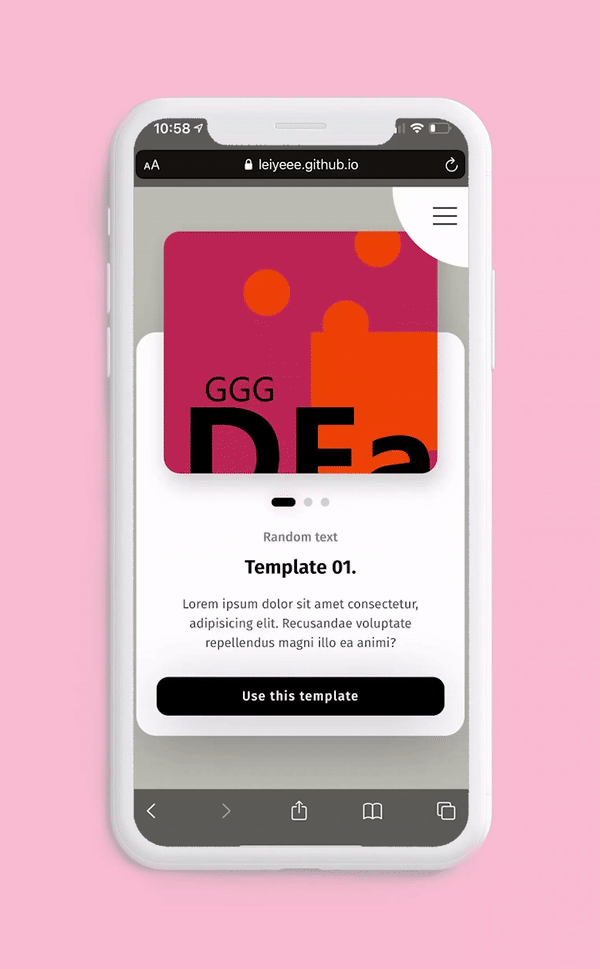 10:58
AA
leiyeee.github.io
GGG
DFa
Random text
Template 01.
Lorem ipsum dolor sit amet consectetur,
adipisicing elit. Recusandae voluptate
repellendus magni illo ea animi?
Use this template